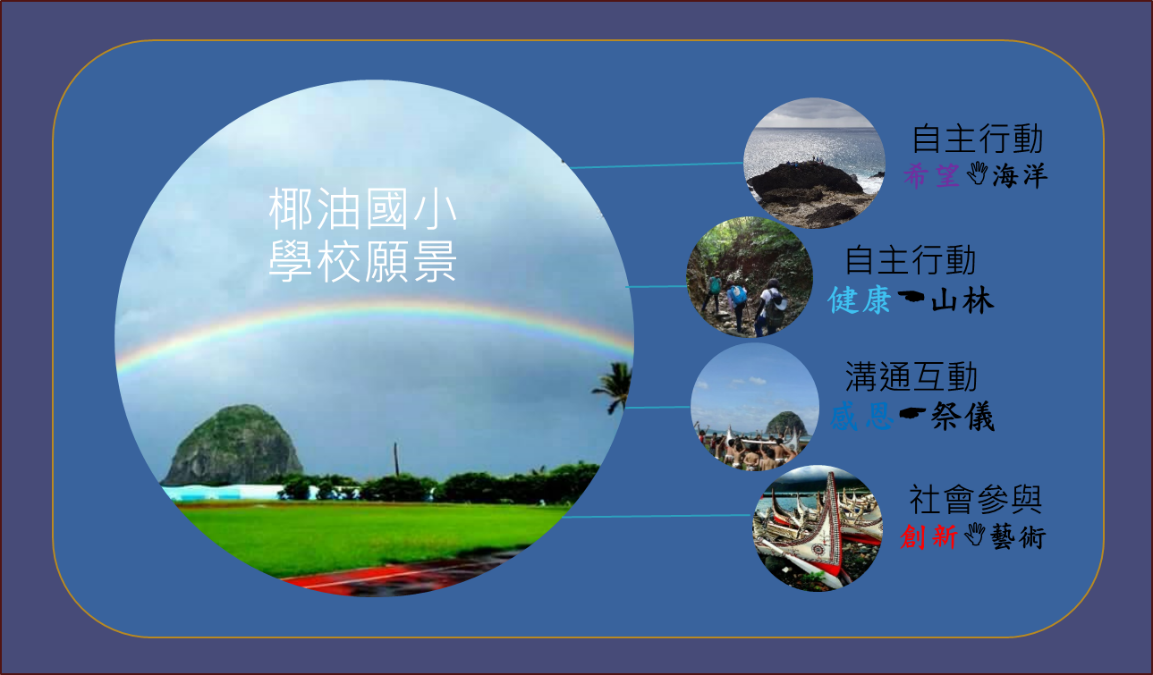 椰油國小
學校願景
自主行動
希望🖑海洋
自主行動
健康☚山林
溝通互動
感恩☛祭儀
社會參與
創新🖑藝術